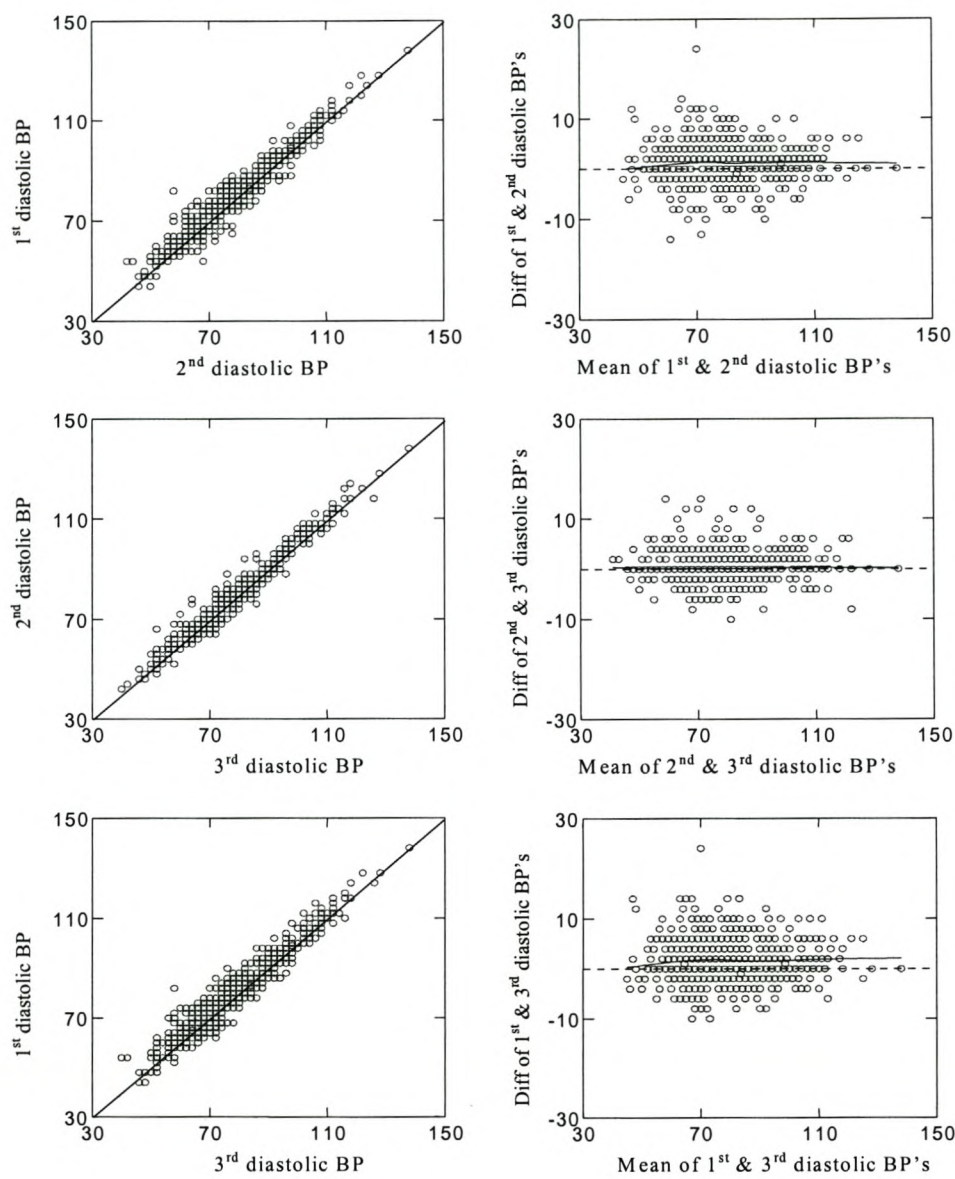 150
110
70
30
1st diastolic BP
30 70 110 150
2nd diastolic BP
30
10
-10
-30
Diff of 1st & 2nd diastolic BP's
30 70 110 150
Mean of 1st & 2nd diastolic BP's
150
110
70
30
2nd diastolic BP
30 70 110 150
3rd diastolic BP
30
10
-10
-30
Diff of 2nd & 3rd diastolic BP's
30 70 110 150
Mean of 2nd & 3rd diastolic BP's
150
110
70
30
1st diastolic BP
30 70 110 150
3rd diastolic BP
30
10
-10
-30
Diff of 1st & 3rd diastolic BP's
30 70 110 150
Mean of 1st & 3rd diastolic BP's